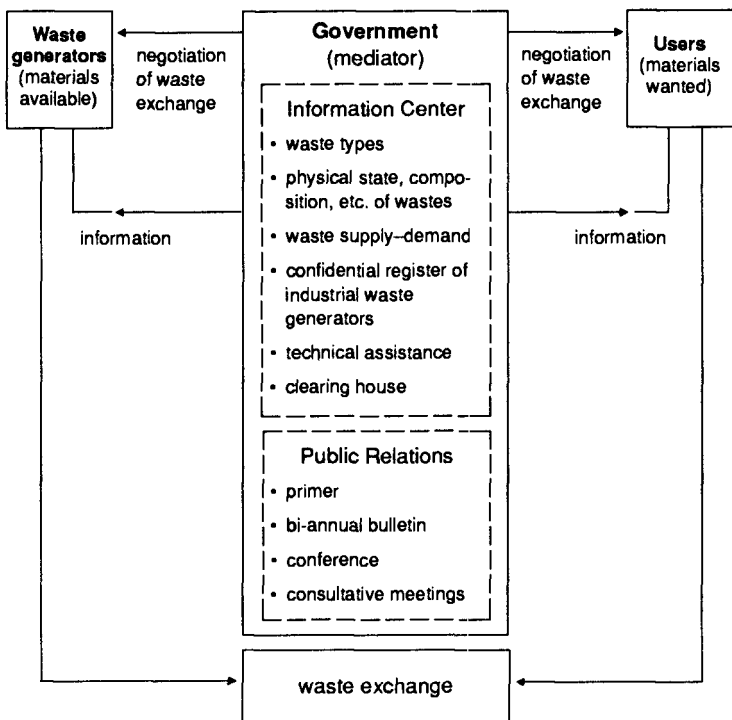 Waste
generators
(materials
available)
negotiation
of waste
exchange
information
Government
(mediator)
Information Center
• waste types
• physical state, compo-
sition, etc. of wastes
• waste supply–demand
• confidential register of
industrial waste
generators
• technical assistance
• clearing house
Public Relations
• primer
• bi-annual bulletin
• conference
• consultative meetings
negotiation
of waste
exchange
information
Users
(materials
wanted)
waste exchange